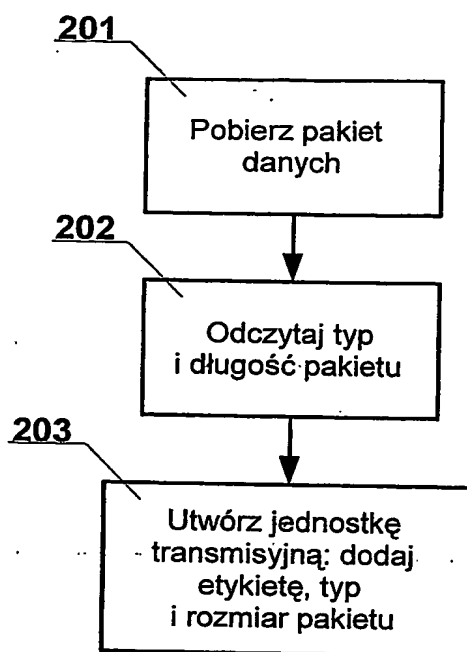 201
Pobierz pakiet
danych
202
Odczytaj typ
i długość pakietu
203
Utwórz jednostkę
transmisyjną: dodaj
etykietę, typ
i rozmiar pakietu